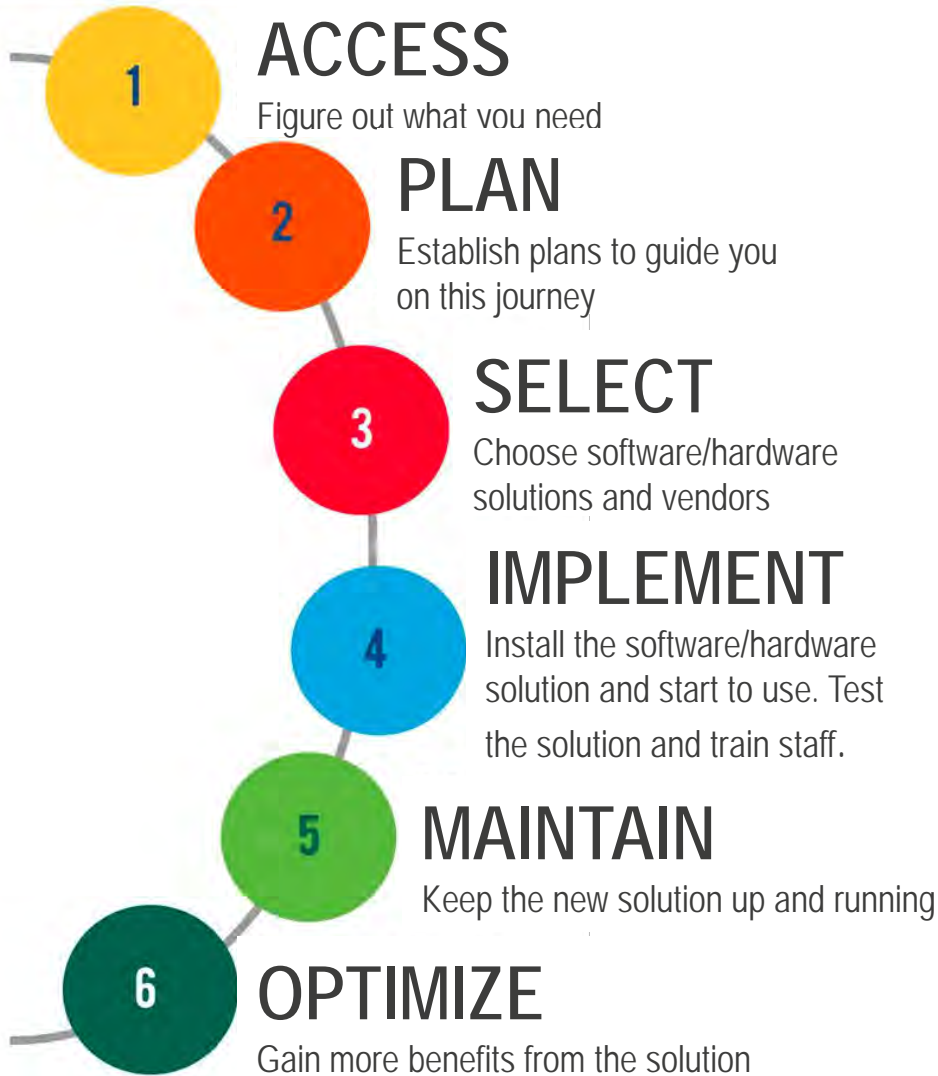 1
ACCESS
Figure out what you need
2
PLAN
Establish plans to guide you
on this journey
3
SELECT
Choose software/hardware
solutions and vendors
4
IMPLEMENT
Install the software/hardware
solution and start to use. Test
the solution and train staff.
5
MAINTAIN
Keep the new solution up and running
6
OPTIMIZE
Gain more benefits from the solution